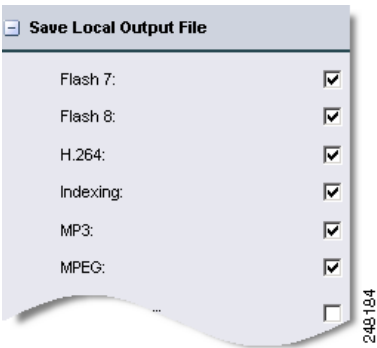 Save Local Output File
Flash 7:
Flash 8:
H.264:
Indexing:
MP3:
MPEG:
...
248184